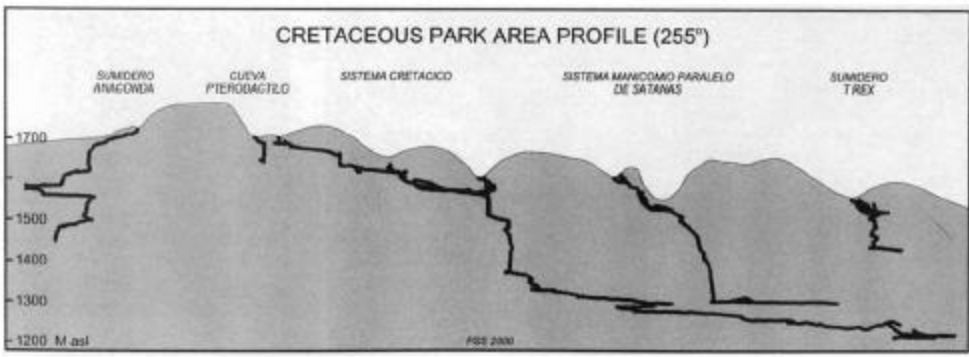 CRETACEOUS PARK AREA PROFILE (255°)
SUMIDERO
ANACONDA
CUEVA
PTERODACTILO
SISTEMA CRETACICO
SISTEMA MANICOMIO PARALELO
DE SATANAS
SUMIDERO
T REX
1700
1500
1400
1300
1200 M asl
PSS 2000